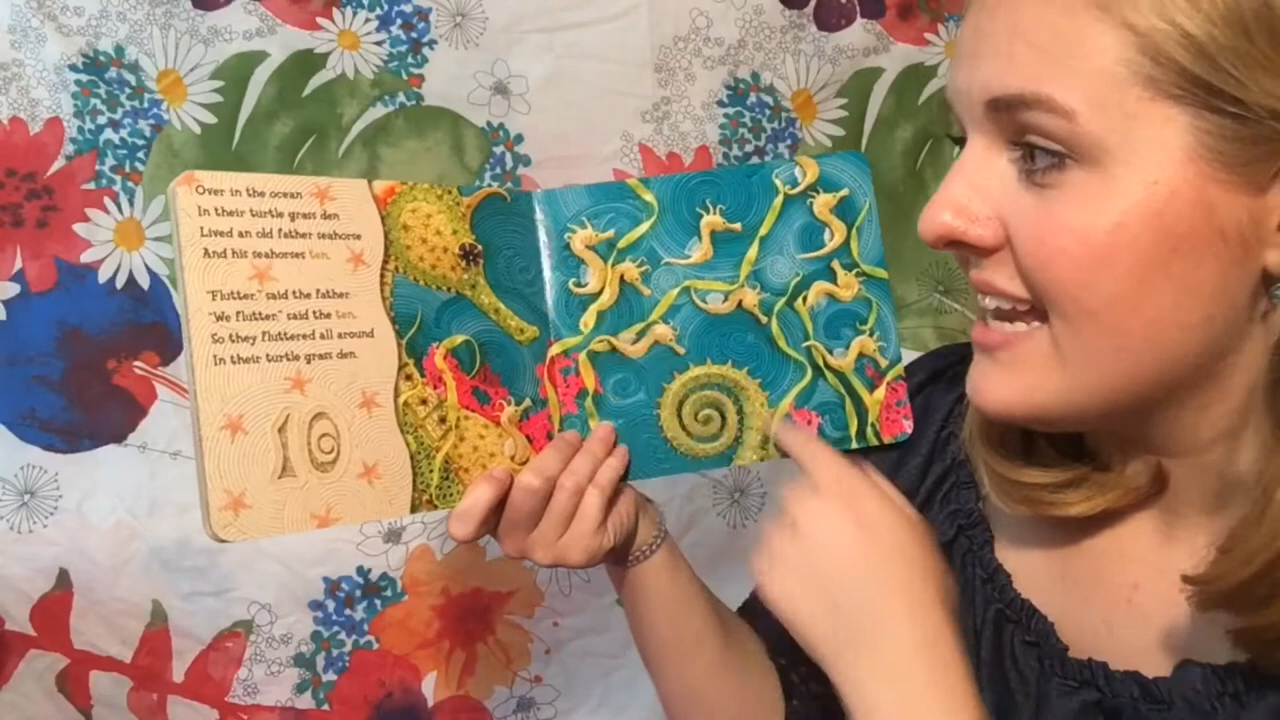 Over in the ocean
In their turtle grass den
Lived an old father seahorse
And his seahorses ten.
"Flutter," said the father.
"We flutter," said the ten.
So they fluttered all around
In their turtle grass den.
10